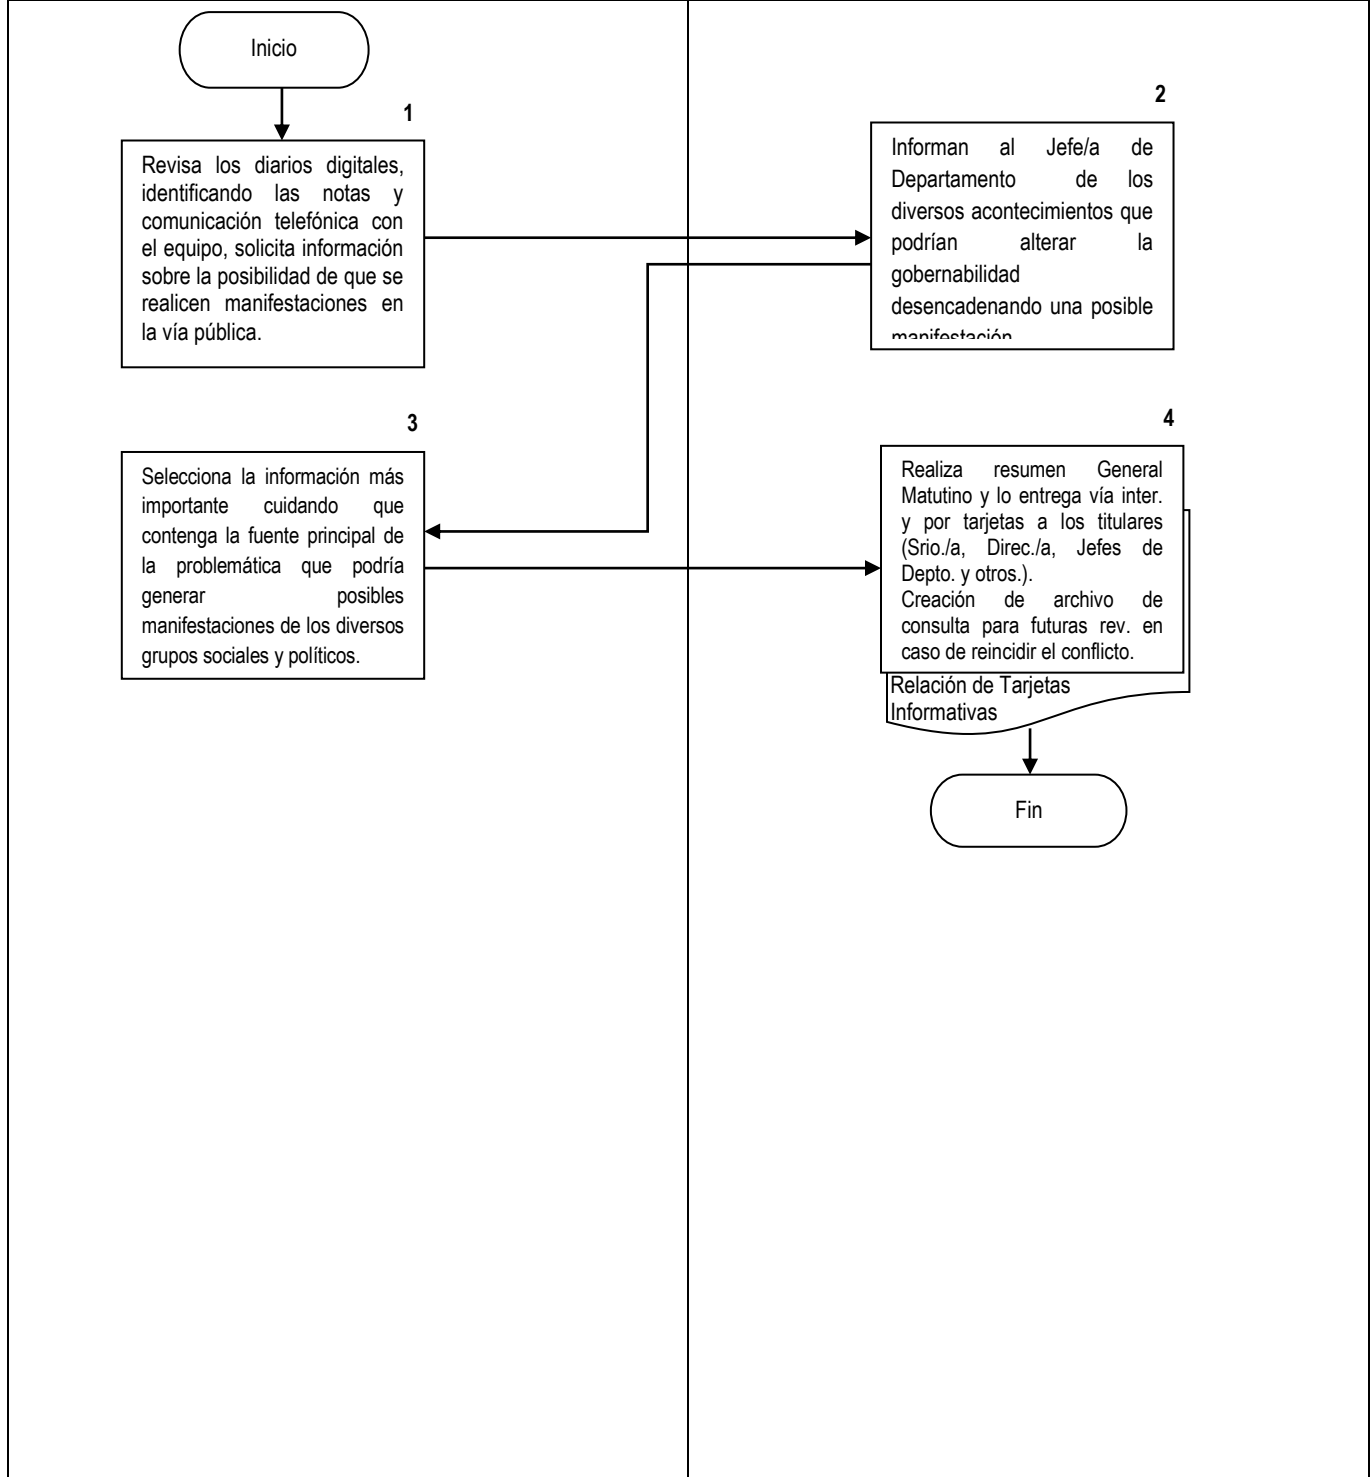 Inicio
1
Revisa los diarios digitales,
identificando las notas y
comunicación telefónica con
el equipo, solicita información
sobre la posibilidad de que se
realicen manifestaciones en
la vía pública.
2
Informan al Jefe/a de
Departamento de los
diversos acontecimientos que
podrían alterar la
gobernabilidad
desencadenando una posible
manifestación
3
Selecciona la información más
importante cuidando que
contenga la fuente principal de
la problemática que podría
generar posibles
manifestaciones de los diversos
grupos sociales y políticos.
4
Realiza resumen General
Matutino y lo entrega vía inter.
y por tarjetas a los titulares
(Srio./a, Direc./a, Jefes de
Depto. y otros.).
Creación de archivo de
consulta para futuras rev. en
caso de reincidir el conflicto.
Relación de Tarjetas
Informativas
Fin